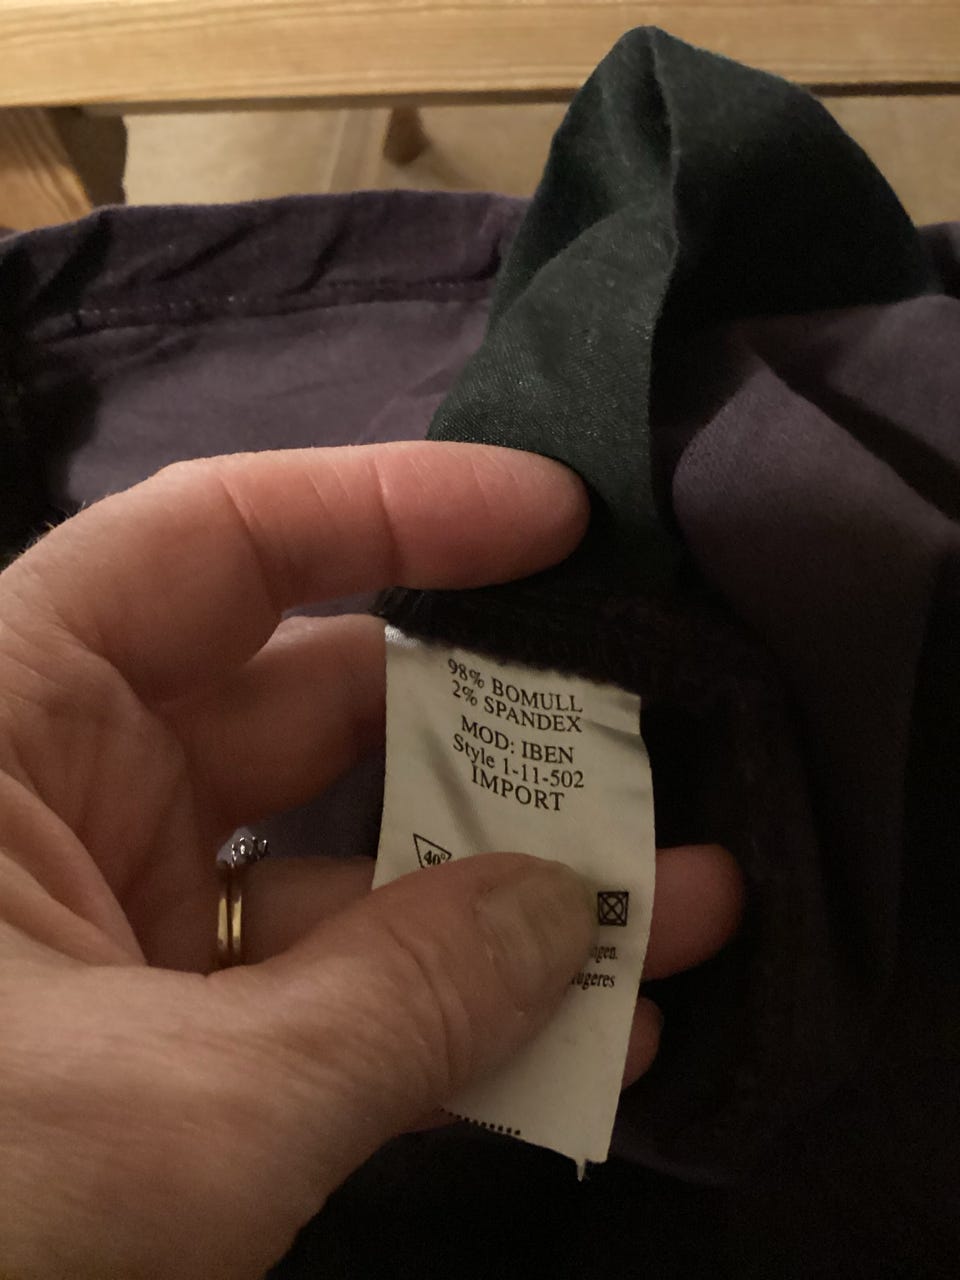 98% BOMULL
2% SPANDEX
MOD: IBEN
Style 1-11-502
IMPORT
40°